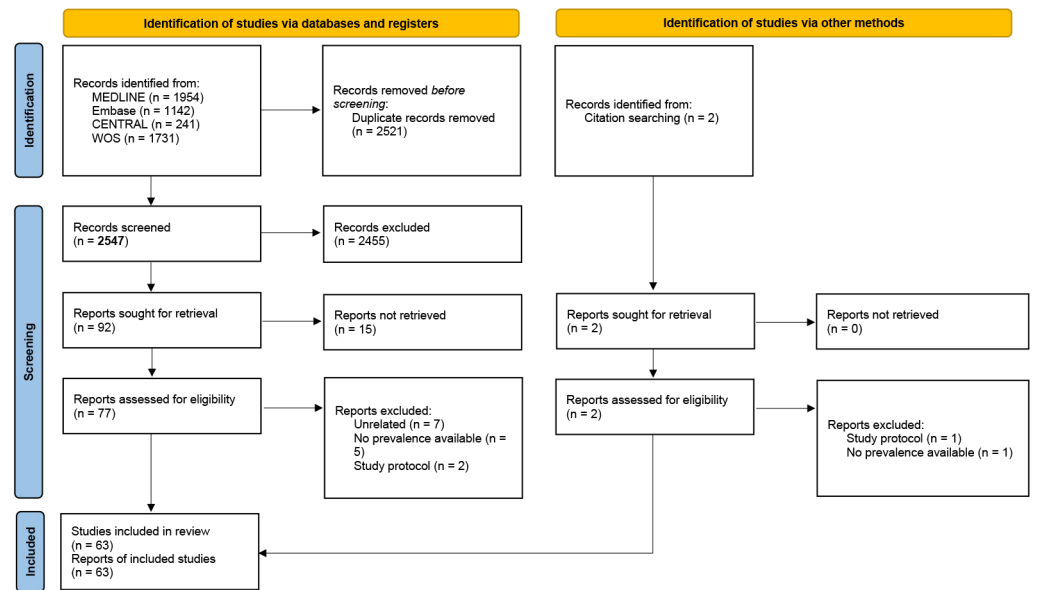 Identification of studies via databases and registers
Identification of studies via other methods
Identification
Records identified from:
MEDLINE (n = 1954)
Embase (n = 1142)
CENTRAL (n = 241)
WOS (n = 1731)
Records removed before
screening:
Duplicate records removed
(n = 2521)
Records identified from:
Citation searching (n = 2)
Screening
Records screened
(n = 2547)
Records excluded
(n = 2455)
Reports sought for retrieval
(n = 92)
Reports not retrieved
(n = 15)
Reports sought for retrieval
(n = 2)
Reports not retrieved
(n = 0)
Reports assessed for eligibility
(n = 77)
Reports excluded:
Unrelated (n = 7)
No prevalence available (n =
5)
Study protocol (n = 2)
Reports assessed for eligibility
(n = 2)
Reports excluded:
Study protocol (n = 1)
No prevalence available (n = 1)
Included
Studies included in review
(n = 63)
Reports of included studies
(n = 63)